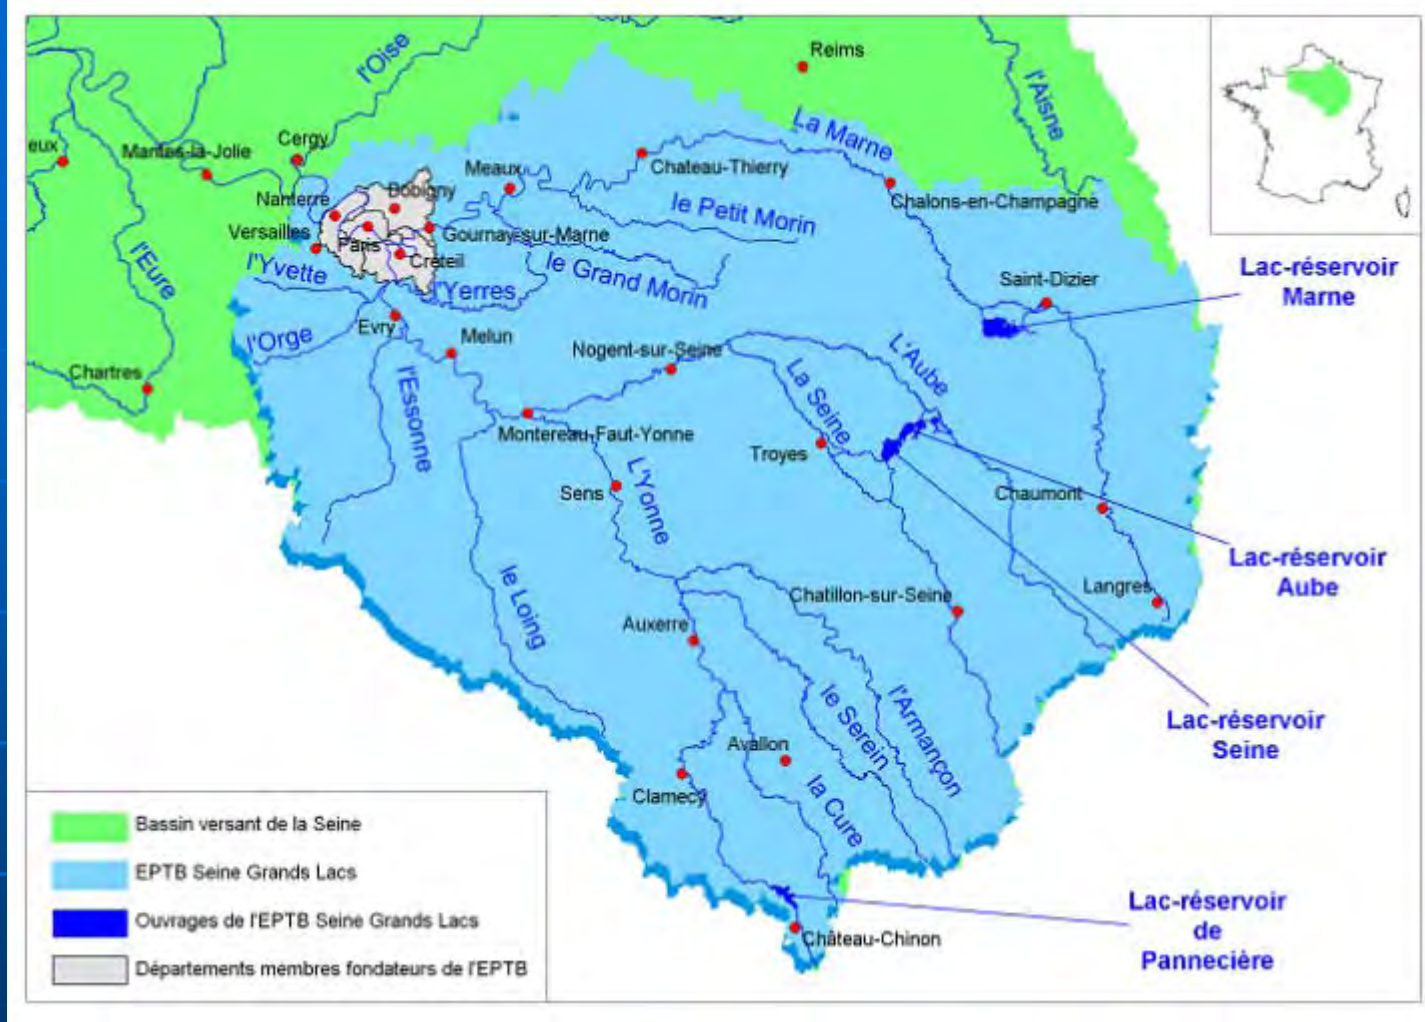 Reims
l'Oise
l'Aisne
La Marne
Cergy
eux
Mantes-la-Jolie
Meaux
Chateau-Thierry
Nanterre
Bobigny
Chalons-en-Champagne
le Petit Morin
Versailles
Paris
Gournay-sur-Marne
Créteil
l'Eure
l'Yvette
l'Yerres
le Grand Morin
Saint-Dizier
Lac-réservoir
Marne
Evry
l'Orge
Melun
Nogent-sur-Seine
L'Aube
Chartres
l'Essonne
La Seine
Montereau-Faut-Yonne
Troyes
Sens
L'Yonne
Chaumont
Lac-réservoir
Aube
le Loing
Chatillon-sur-Seine
Langres
Auxerre
Lac-réservoir
Seine
le Serein
l'Armançon
Avallon
Clamecy
la Cure
Bassin versant de la Seine
EPTB Seine Grands Lacs
Ouvrages de l'EPTB Seine Grands Lacs
Départements membres fondateurs de l'EPTB
Lac-réservoir
de
Pannecière
Château-Chinon